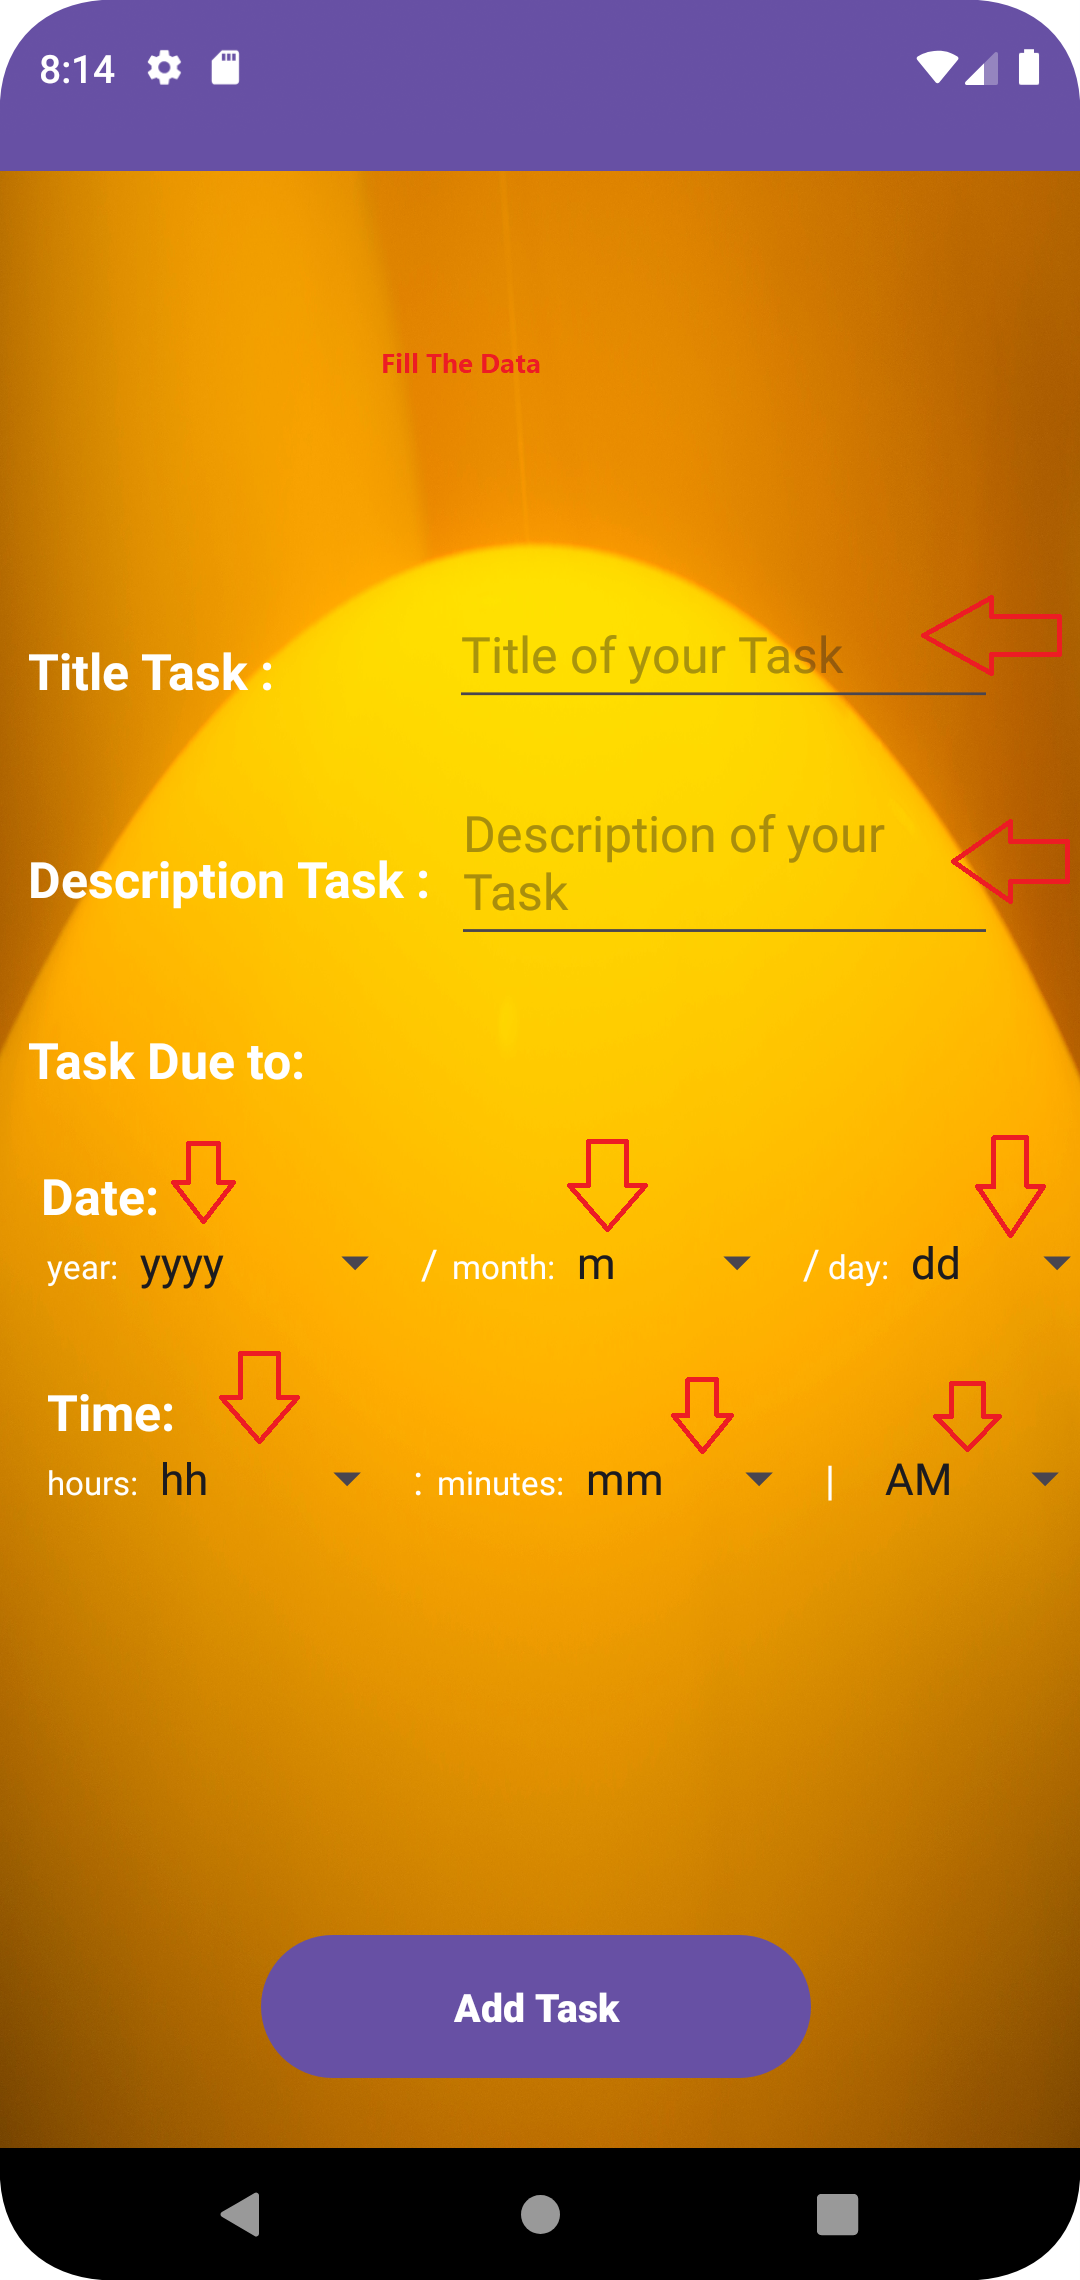 8:14
Fill The Data
Title Task :
Title of your Task
Description Task :
Description of your
Task
Task Due to:
Date:
year: yyyy / month: m / day: dd
Time:
hours: hh : minutes: mm | AM
Add Task